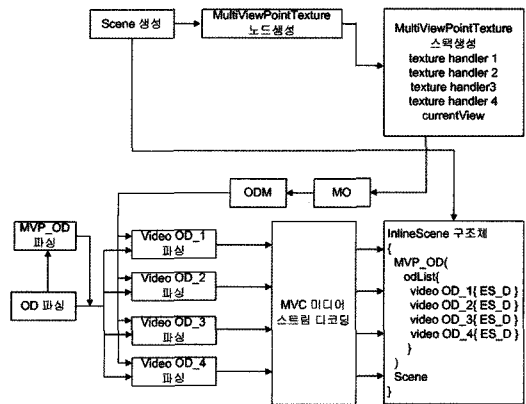 Scene 생성
MultiViewPointTexture
노드생성
MultiViewPointTexture
스택생성
texture handler 1
texture handler 2
texture handler3
texture handler 4
currentView
ODM
MO
MVP_OD
파싱
OD 파싱
Video OD_1
파싱
Video OD_2
파싱
Video OD_3
파싱
Video OD_4
파싱
MVC 미디어
스트림 디코딩
InlineScene 구조체
{
MVP_OD(
odList{
video OD_1{ ES_D }
video OD_2{ ES_D }
video OD_3{ ES_D }
video OD_4{ ES_D }
}
)
Scene
}